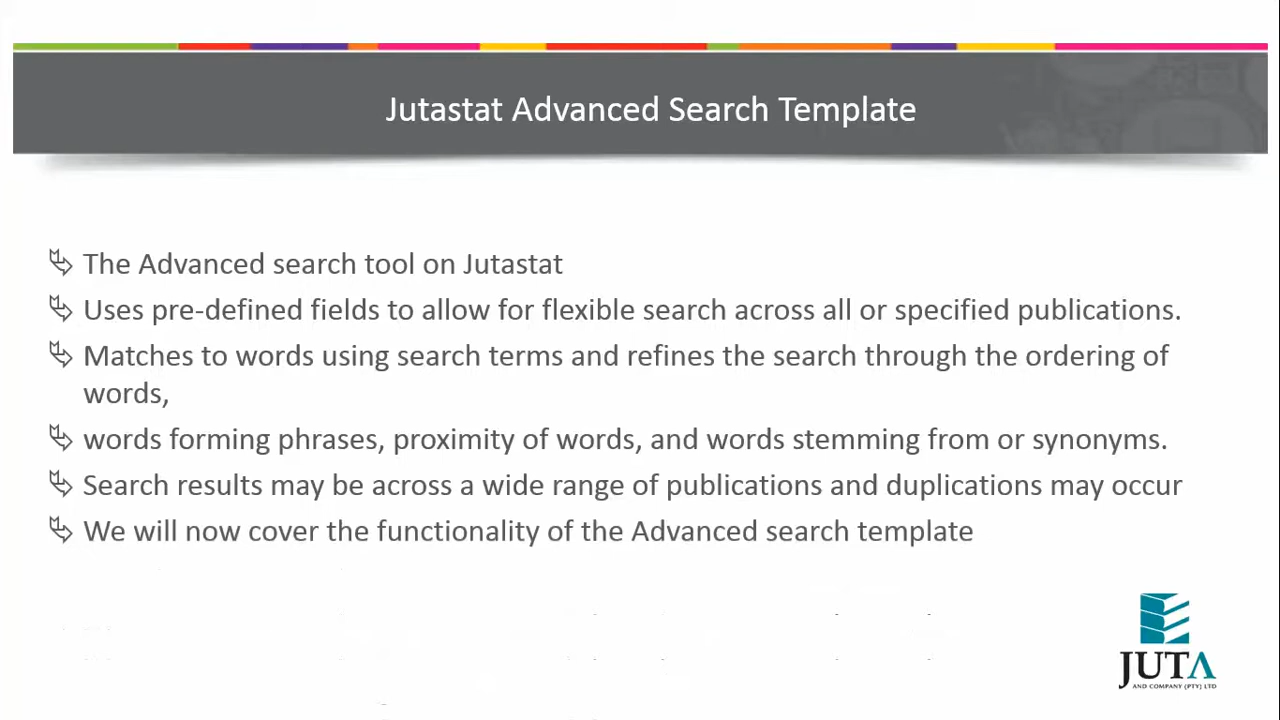 Jutastat Advanced Search Template
The Advanced search tool on Jutastat
Uses pre-defined fields to allow for flexible search across all or specified publications.
Matches to words using search terms and refines the search through the ordering of
words,
words forming phrases, proximity of words, and words stemming from or synonyms.
Search results may be across a wide range of publications and duplications may occur
We will now cover the functionality of the Advanced search template
JUTA
AND COMPANY (PTY) LTD